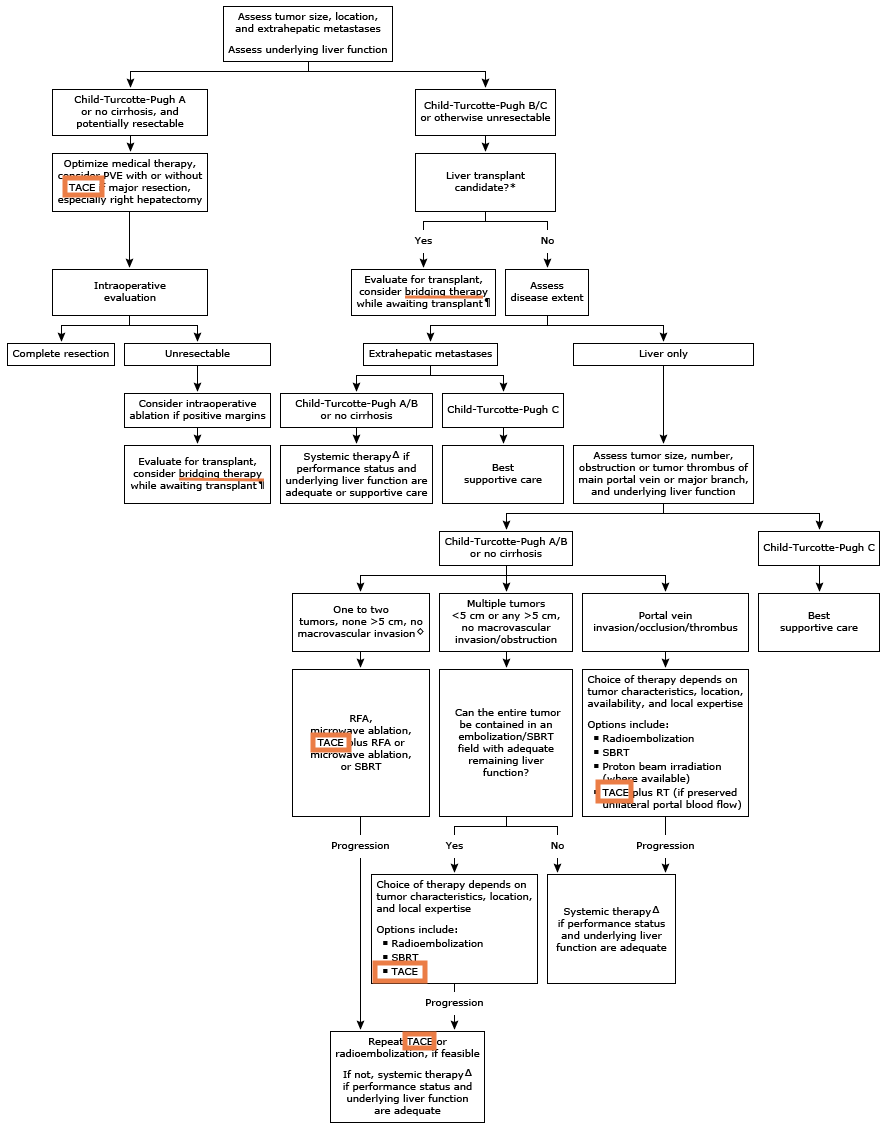 Assess tumor size, location,
and extrahepatic metastases
Assess underlying liver function
Child-Turcotte-Pugh A
or no cirrhosis, and
potentially resectable
Child-Turcotte-Pugh B/C
or otherwise unresectable
Optimize medical therapy,
consider PVE with or without
TACE if major resection,
especially right hepatectomy
Liver transplant
candidate?*
Yes
No
Intraoperative
evaluation
Evaluate for transplant,
consider bridging therapy
while awaiting transplant¶
Assess
disease extent
Complete resection
Unresectable
Extrahepatic metastases
Liver only
Consider intraoperative
ablation if positive margins
Child-Turcotte-Pugh A/B
or no cirrhosis
Child-Turcotte-Pugh C
Evaluate for transplant,
consider bridging therapy
while awaiting transplant¶
Systemic therapyΔ if
performance status and
underlying liver function are
adequate or supportive care
Best
supportive care
Assess tumor size, number,
obstruction or tumor thrombus of
main portal vein or major branch,
and underlying liver function
Child-Turcotte-Pugh A/B
or no cirrhosis
Child-Turcotte-Pugh C
One to two
tumors, none >5 cm, no
macrovascular invasion◊
Multiple tumors
<5 cm or any >5 cm,
no macrovascular
invasion/obstruction
Portal vein
invasion/occlusion/thrombus
Best
supportive care
RFA,
microwave ablation,
TACE plus RFA or
microwave ablation,
or SBRT
Can the entire tumor
be contained in an
embolization/SBRT
field with adequate
remaining liver
function?
Choice of therapy depends on
tumor characteristics, location,
availability, and local expertise
Options include:
▪ Radioembolization
▪ SBRT
▪ Proton beam irradiation
(where available)
▪ TACE plus RT (if preserved
unilateral portal blood flow)
Progression
Yes
No
Progression
Choice of therapy depends on
tumor characteristics, location,
and local expertise
Options include:
▪ Radioembolization
▪ SBRT
▪ TACE
Systemic therapyΔ
if performance status
and underlying liver
function are adequate
Progression
Repeat TACE or
radioembolization, if feasible
If not, systemic therapyΔ
if performance status and
underlying liver function
are adequate